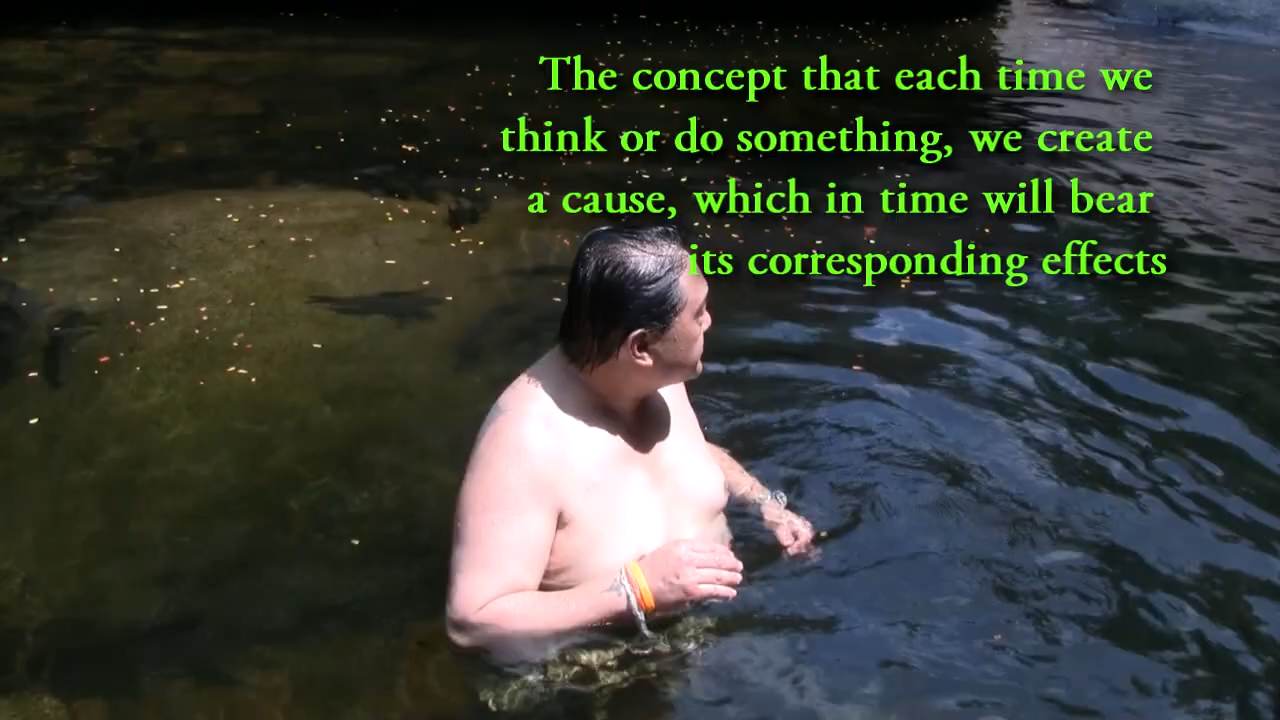 The concept that each time we
think or do something, we create
a cause, which in time will bear
its corresponding effects